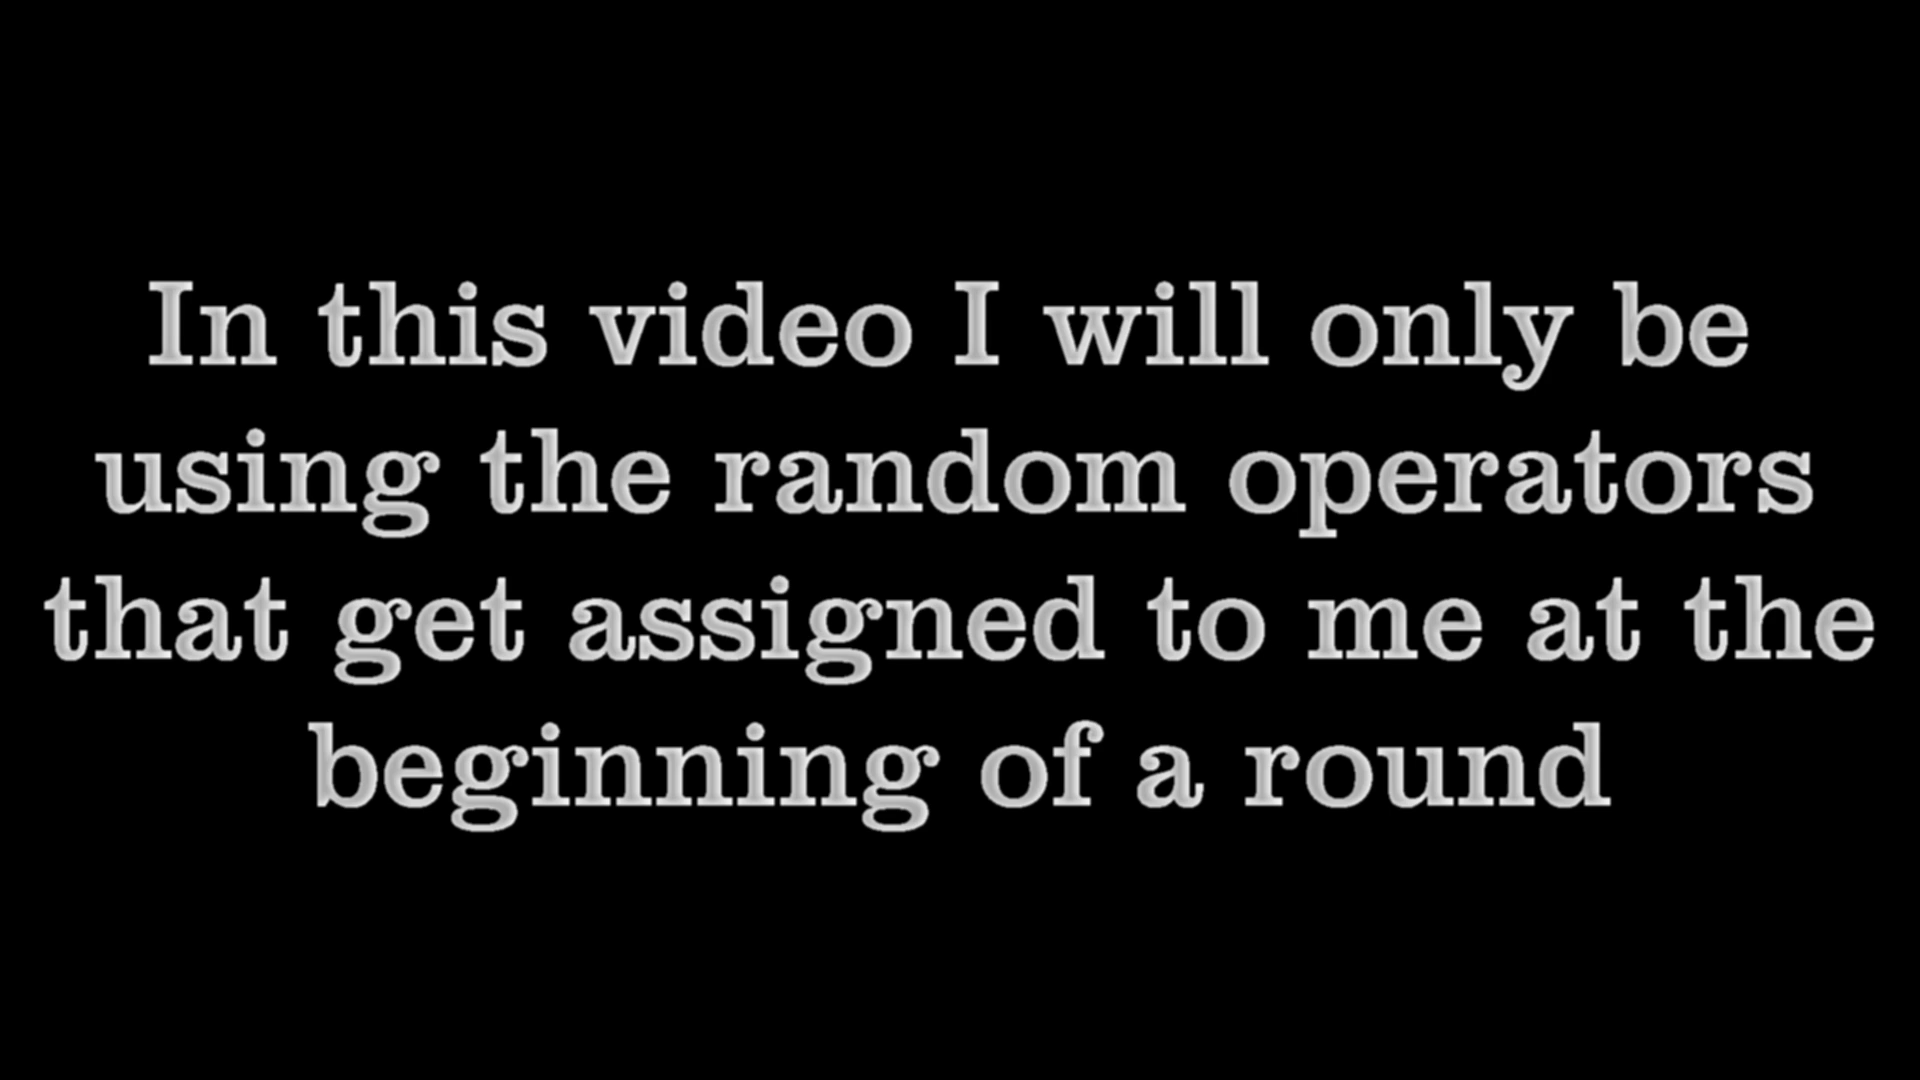 In this video I will only be
using the random operators
that get assigned to me at the
beginning of a round